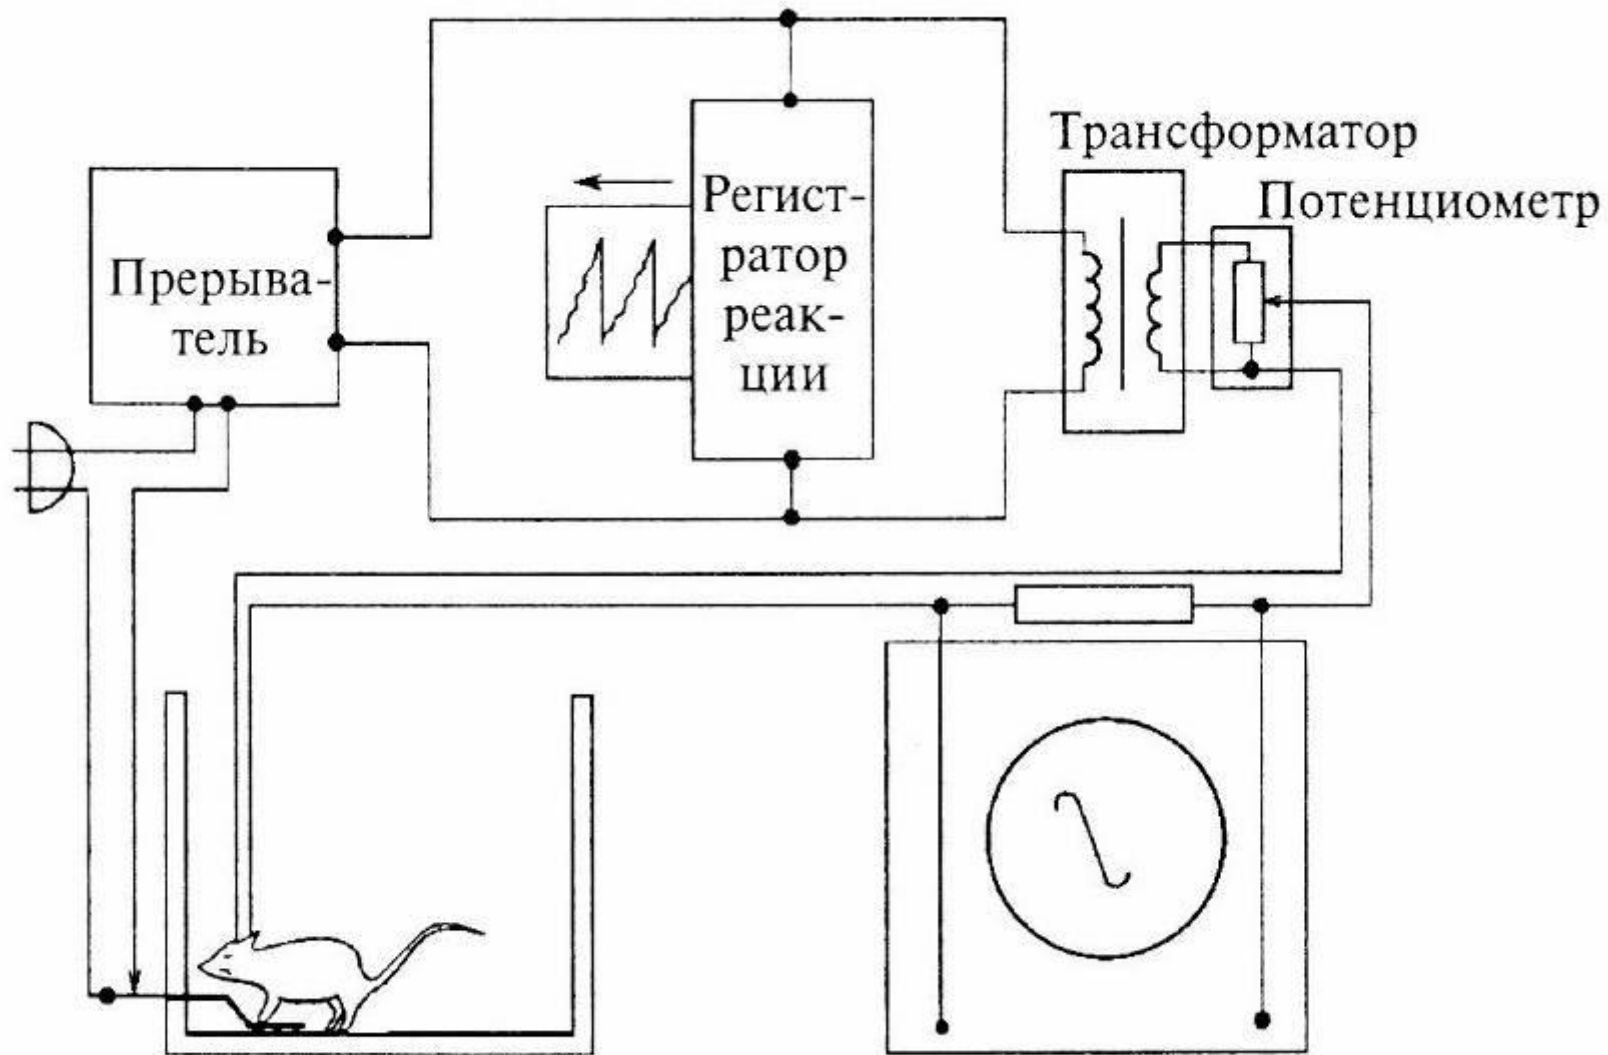 Прерыва-
тель
Регист-
ратор
реак-
ции
Трансформатор
Потенциометр